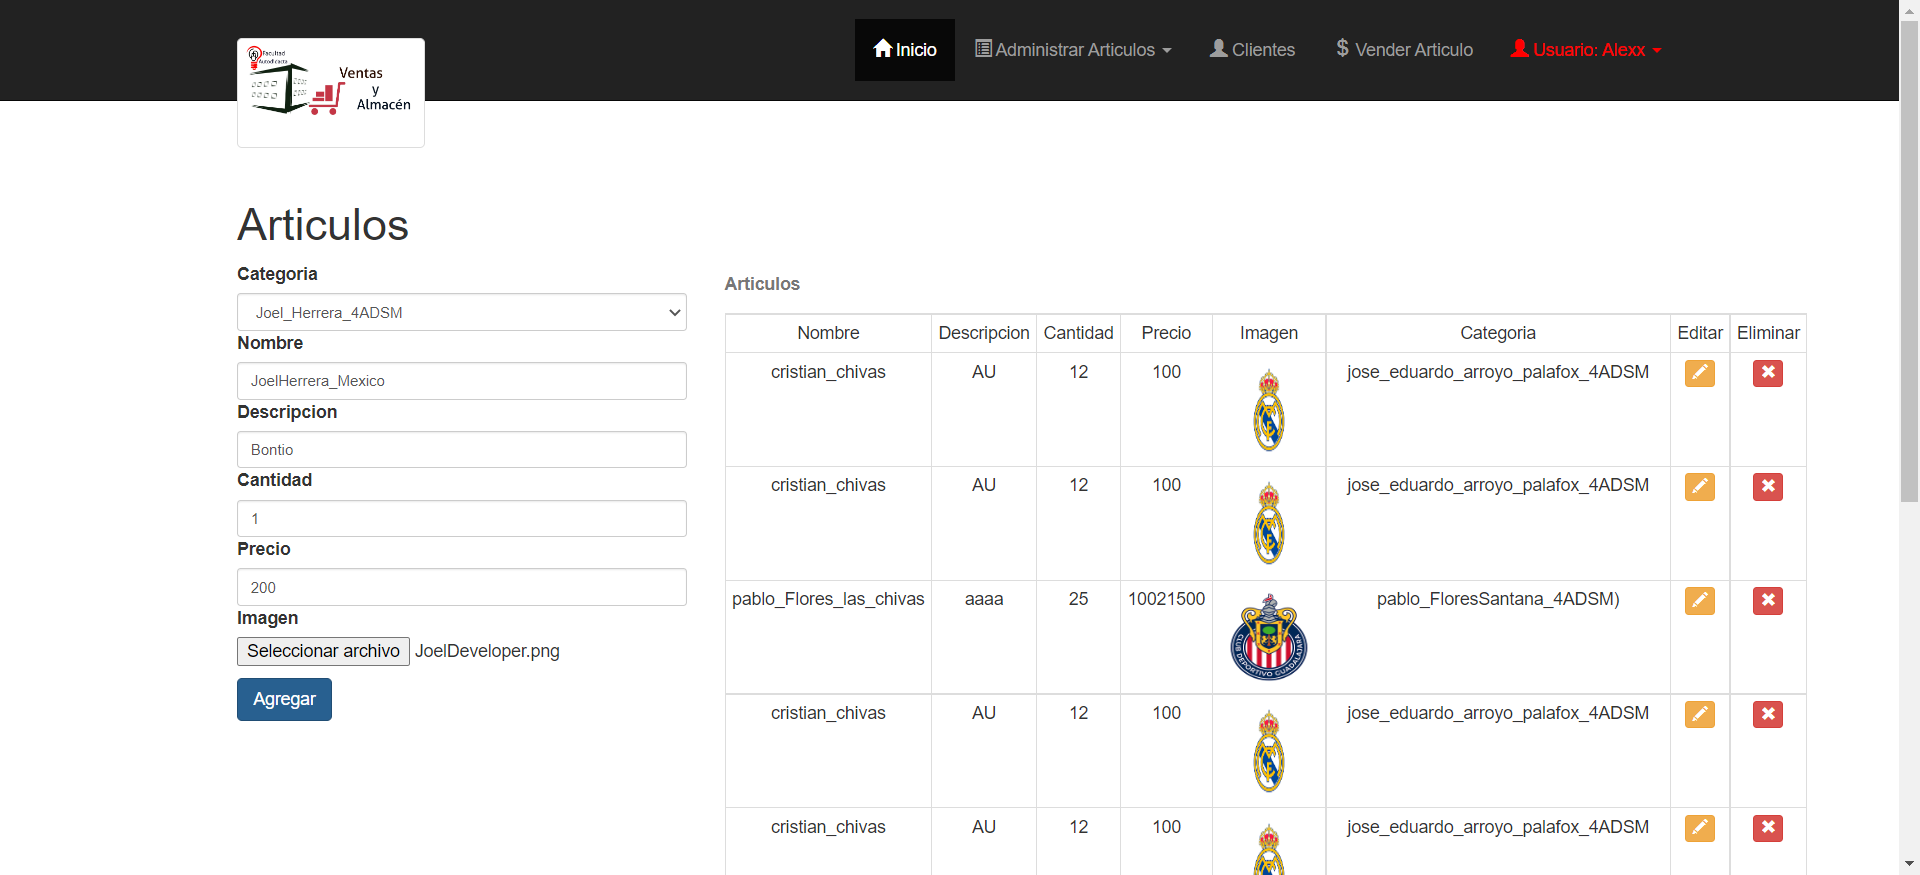 Facultad
Autodidacta
Ventas
y
Almacén
Inicio
Administrar Articulos
Clientes
$ Vender Articulo
Usuario: Alexx
Articulos
Categoria
Joel_Herrera_4ADSM
Nombre
JoelHerrera_Mexico
Descripcion
Bontio
Cantidad
1
Precio
200
Imagen
Seleccionar archivo JoelDeveloper.png
Agregar
Articulos
Nombre Descripcion Cantidad Precio Imagen Categoria Editar Eliminar
cristian_chivas AU 12 100 jose_eduardo_arroyo_palafox_4ADSM
cristian_chivas AU 12 100 jose_eduardo_arroyo_palafox_4ADSM
pablo_Flores_las_chivas aaaa 25 10021500 pablo_FloresSantana_4ADSM)
CLUB DEPORTIVO GUADALAJARA
cristian_chivas AU 12 100 jose_eduardo_arroyo_palafox_4ADSM
cristian_chivas AU 12 100 jose_eduardo_arroyo_palafox_4ADSM